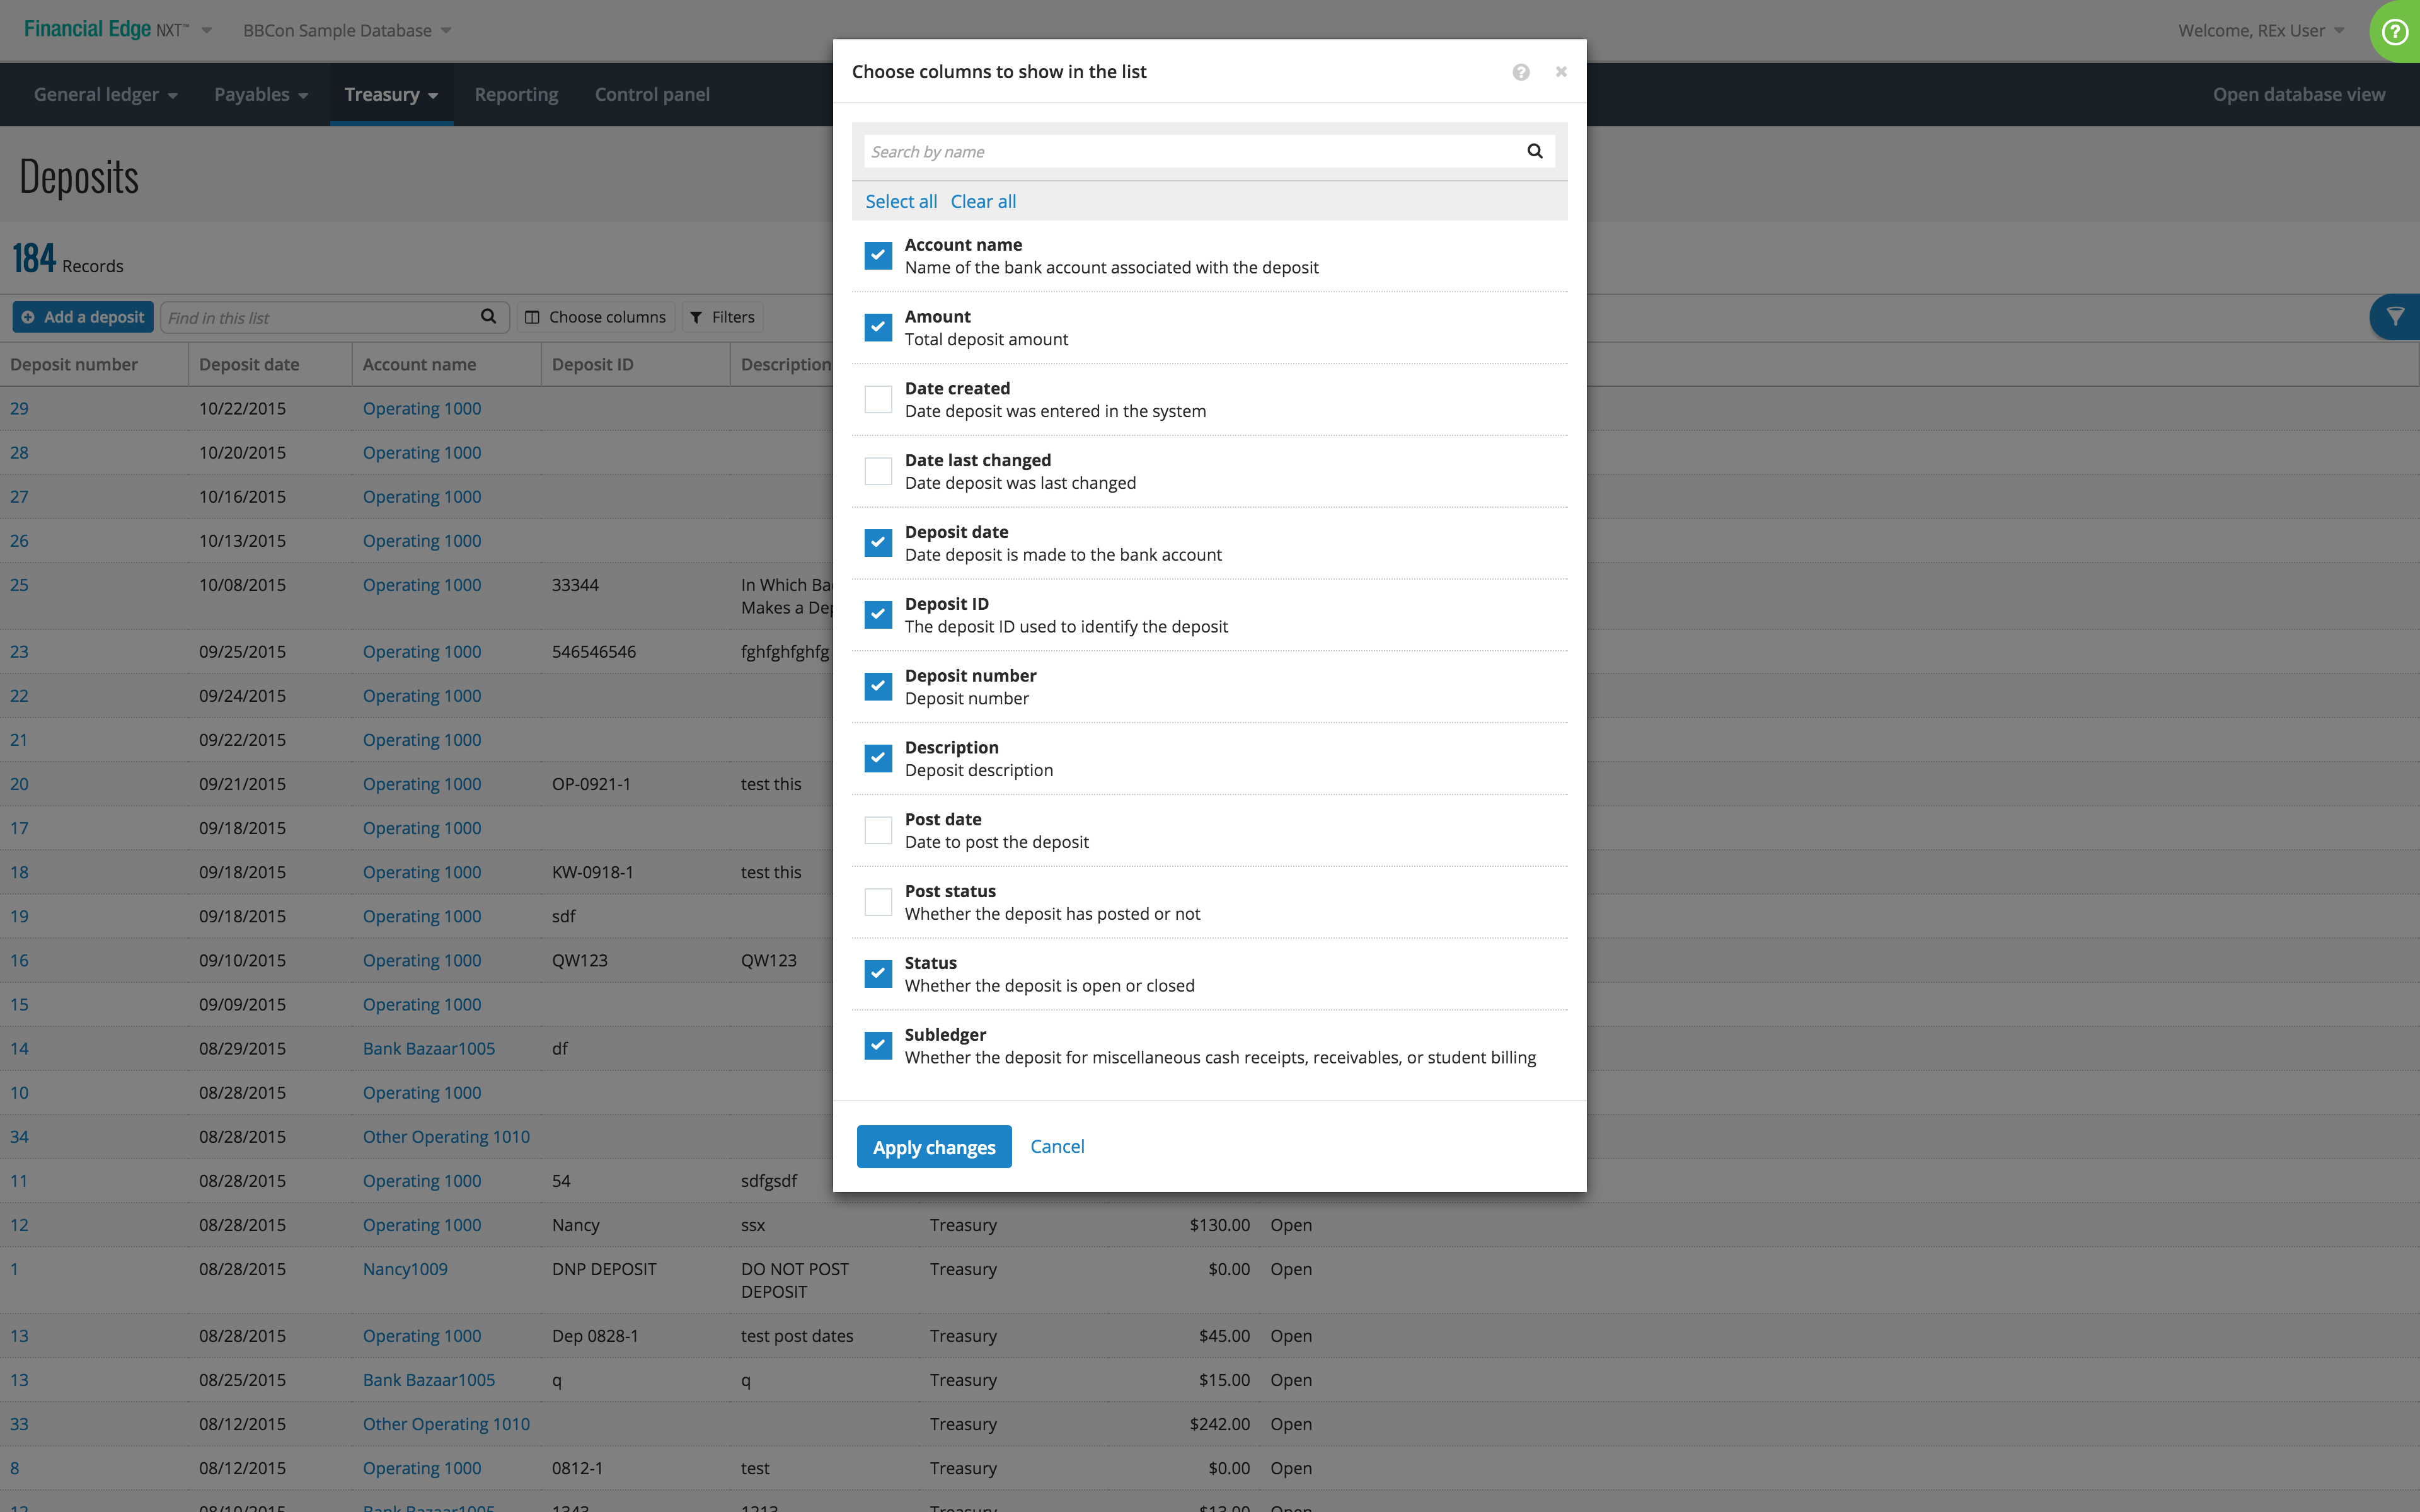 Financial Edge NXT™ BBCon Sample Database Welcome, REx User
General ledger Payables Treasury Reporting Control panel Open database view
Deposits
184 Records
Add a deposit Find in this list Choose columns Filters
Deposit number Deposit date Account name Deposit ID Description
29 10/22/2015 Operating 1000
28 10/20/2015 Operating 1000
27 10/16/2015 Operating 1000
26 10/13/2015 Operating 1000
25 10/08/2015 Operating 1000 33344 In Which
Makes a
23 09/25/2015 Operating 1000 546546546 fghfghfghfg
22 09/24/2015 Operating 1000
21 09/22/2015 Operating 1000
20 09/21/2015 Operating 1000 OP-0921-1 test this
17 09/18/2015 Operating 1000
18 09/18/2015 Operating 1000 KW-0918-1 test this
19 09/18/2015 Operating 1000 sdf
16 09/10/2015 Operating 1000 QW123 QW123
15 09/09/2015 Operating 1000
14 08/29/2015 Bank Bazaar1005 df
10 08/28/2015 Operating 1000
34 08/28/2015 Other Operating 1010
11 08/28/2015 Operating 1000 54 sdfgsdf
12 08/28/2015 Operating 1000 Nancy ssx Treasury $130.00 Open
1 08/28/2015 Nancy1009 DNP DEPOSIT DO NOT POST Treasury $0.00 Open
DEPOSIT
13 08/28/2015 Operating 1000 Dep 0828-1 test post dates Treasury $45.00 Open
13 08/25/2015 Bank Bazaar1005 q q Treasury $15.00 Open
33 08/12/2015 Other Operating 1010 Treasury $242.00 Open
8 08/12/2015 Operating 1000 0812-1 test Treasury $0.00 Open
12 08/10/2015 Bank Bazaar1005 1343 1213 Treasury $13.00 Open
Choose columns to show in the list
Search by name
Select all Clear all
Account name
Name of the bank account associated with the deposit
Amount
Total deposit amount
Date created
Date deposit was entered in the system
Date last changed
Date deposit was last changed
Deposit date
Date deposit is made to the bank account
Deposit ID
The deposit ID used to identify the deposit
Deposit number
Deposit number
Description
Deposit description
Post date
Date to post the deposit
Post status
Whether the deposit has posted or not
Status
Whether the deposit is open or closed
Subledger
Whether the deposit for miscellaneous cash receipts, receivables, or student billing
Apply changes Cancel